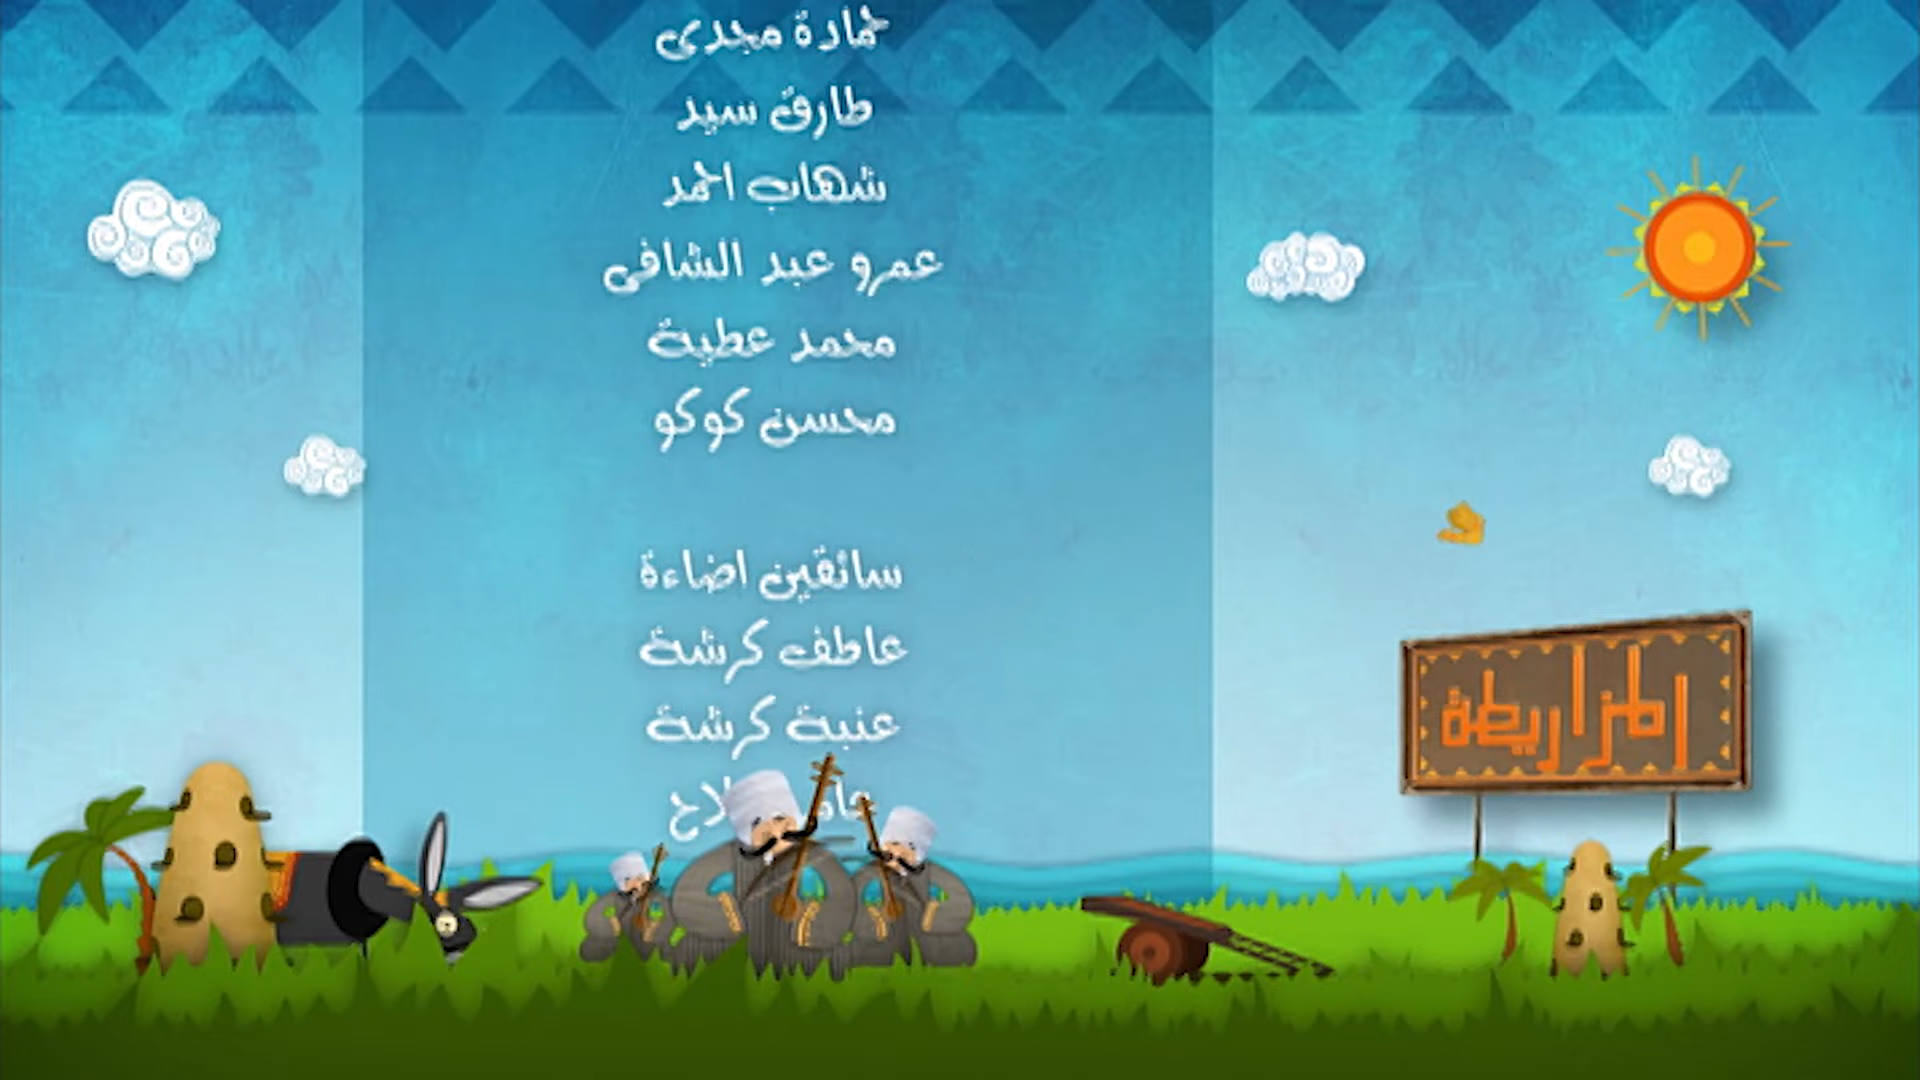 حمادة مجدى
طارق سيد
شهاب احمد
عمرو عبد الشافى
محمد عطية
محسن كوكو
سائقين اضاءة
عاطف كرشة
عنبة كرشة
المزاريطة